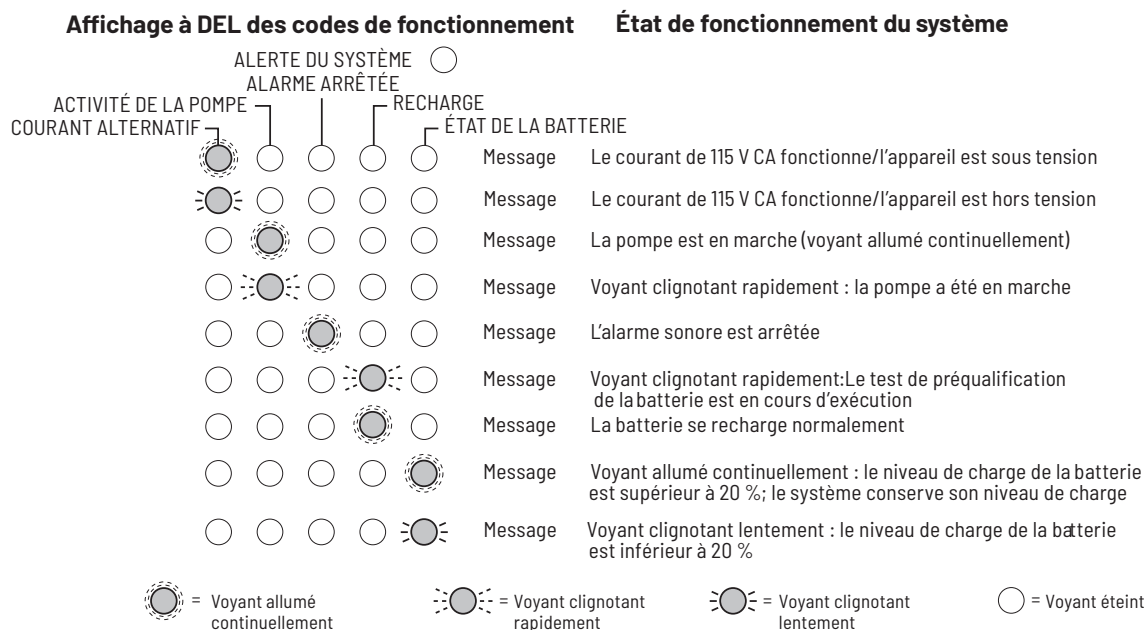 Affichage à DEL des codes de fonctionnement État de fonctionnement du système
ALERTE DU SYSTÈME
ALARME ARRÊTÉE
ACTIVITÉ DE LA POMPE RECHARGE
COURANT ALTERNATIF ÉTAT DE LA BATTERIE
Message Le courant de 115 V CA fonctionne/l'appareil est sous tension
Message Le courant de 115 V CA fonctionne/l'appareil est hors tension
Message La pompe est en marche (voyant allumé continuellement)
Message Voyant clignotant rapidement : la pompe a été en marche
Message L'alarme sonore est arrêtée
Message Voyant clignotant rapidement:Le test de préqualification
de la batterie est en cours d'exécution
Message La batterie se recharge normalement
Message Voyant allumé continuellement : le niveau de charge de la batterie
est supérieur à 20 %; le système conserve son niveau de charge
Message Voyant clignotant lentement : le niveau de charge de la batterie
est inférieur à 20 %
= Voyant allumé
continuellement
= Voyant clignotant
rapidement
= Voyant clignotant
lentement
= Voyant éteint